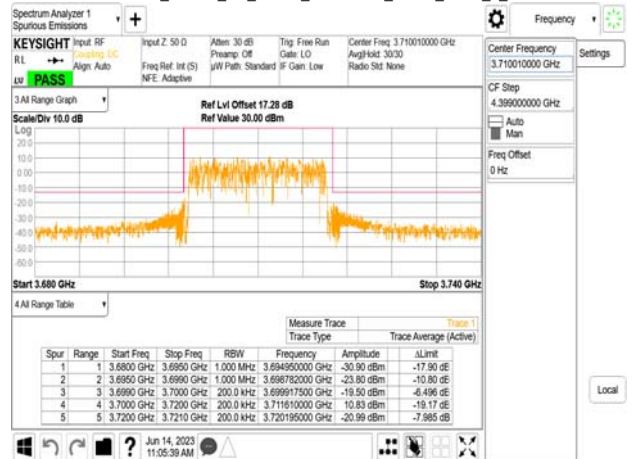 Spectrum Analyzer 1
Spurious Emissions
Frequency
KEYSIGHT
Input: RF
Coupling: DC
Align: Auto
Input Z: 50 Ω
Freq Ref: Int (S)
NFE: Adaptive
Atten: 30 dB
Preamp: Off
µW Path: Standard
Trig: Free Run
Gate: LO
IF Gain: Low
Center Freq: 3.710010000 GHz
Avg|Hold: 30/30
Radio Std: None
RL
LW PASS
Center Frequency
3.710010000 GHz
Settings
CF Step
4.399000000 GHz
Auto
Man
Freq Offset
0 Hz
Local
3 All Range Graph
Scale/Div 10.0 dB
Ref Lvl Offset 17.28 dB
Ref Value 30.00 dBm
Log
20.0
10.0
0.00
-10.0
-20.0
-30.0
-40.0
-50.0
-60.0
Start 3.680 GHz
Stop 3.740 GHz
4 All Range Table
Measure Trace Trace 1
Trace Type Trace Average (Active)
Spur Range Start Freq Stop Freq RBW Frequency Amplitude ΔLimit
1 1 3.6800 GHz 3.6950 GHz 1.000 MHz 3.694950000 GHz -30.90 dBm -17.90 dB
2 2 3.6950 GHz 3.6990 GHz 1.000 MHz 3.698782000 GHz -23.80 dBm -10.80 dB
3 3 3.6990 GHz 3.7000 GHz 200.0 kHz 3.699917500 GHz -19.50 dBm -6.496 dB
4 4 3.7000 GHz 3.7200 GHz 200.0 kHz 3.711610000 GHz 10.83 dBm -19.17 dB
5 5 3.7200 GHz 3.7210 GHz 200.0 kHz 3.720195000 GHz -20.99 dBm -7.985 dB
Jun 14, 2023
11:05:39 AM